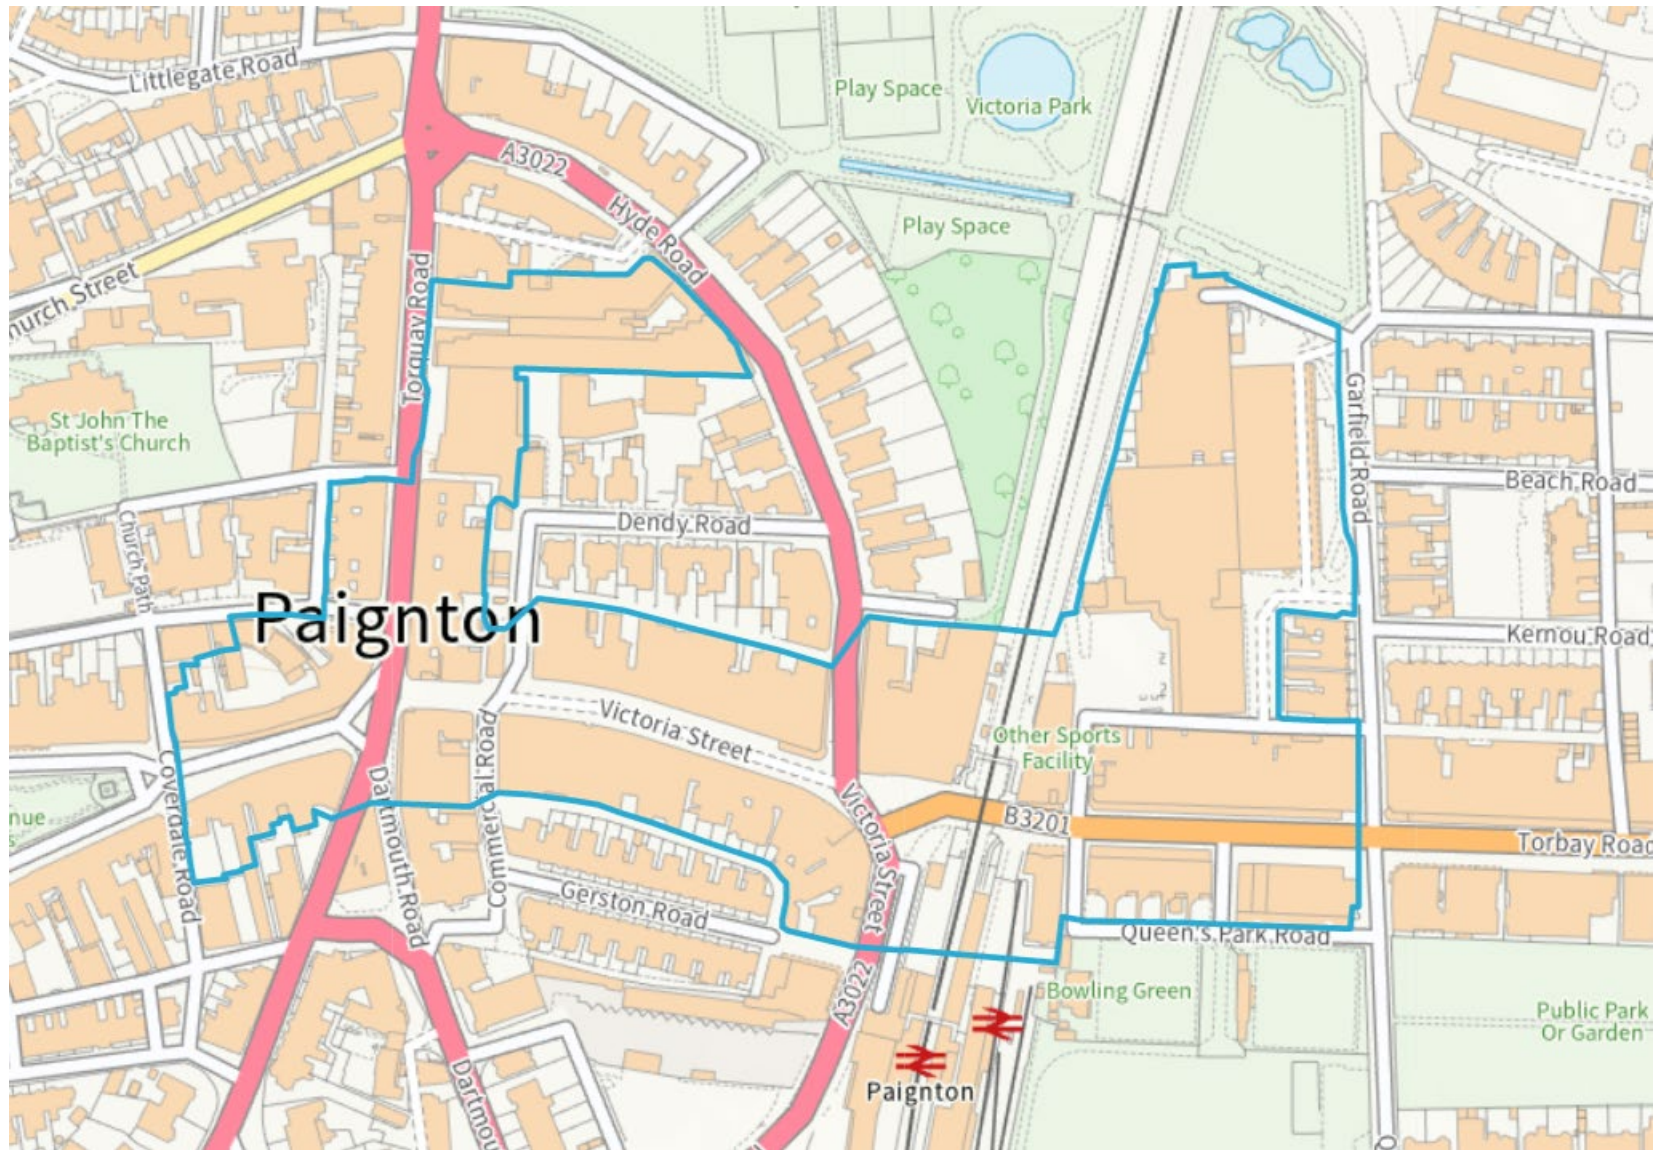 Littlegate Road
Play Space
Victoria Park
A3022
Hyde Road
Play Space
Church Street
Torquay Road
St John The
Baptist's Church
Garfield Road
Beach Road
Church Path
Dendy Road
Paignton
Kernou Road
Victoria Street
Other Sports
Facility
Coverdale Road
Dartmouth Road
Commercial Road
Victoria Street
B3201
Torbay Road
nue
s
Gerston Road
Queen's Park Road
A3022
Bowling Green
Public Park
Or Garden
Paignton
Dartmou
Q